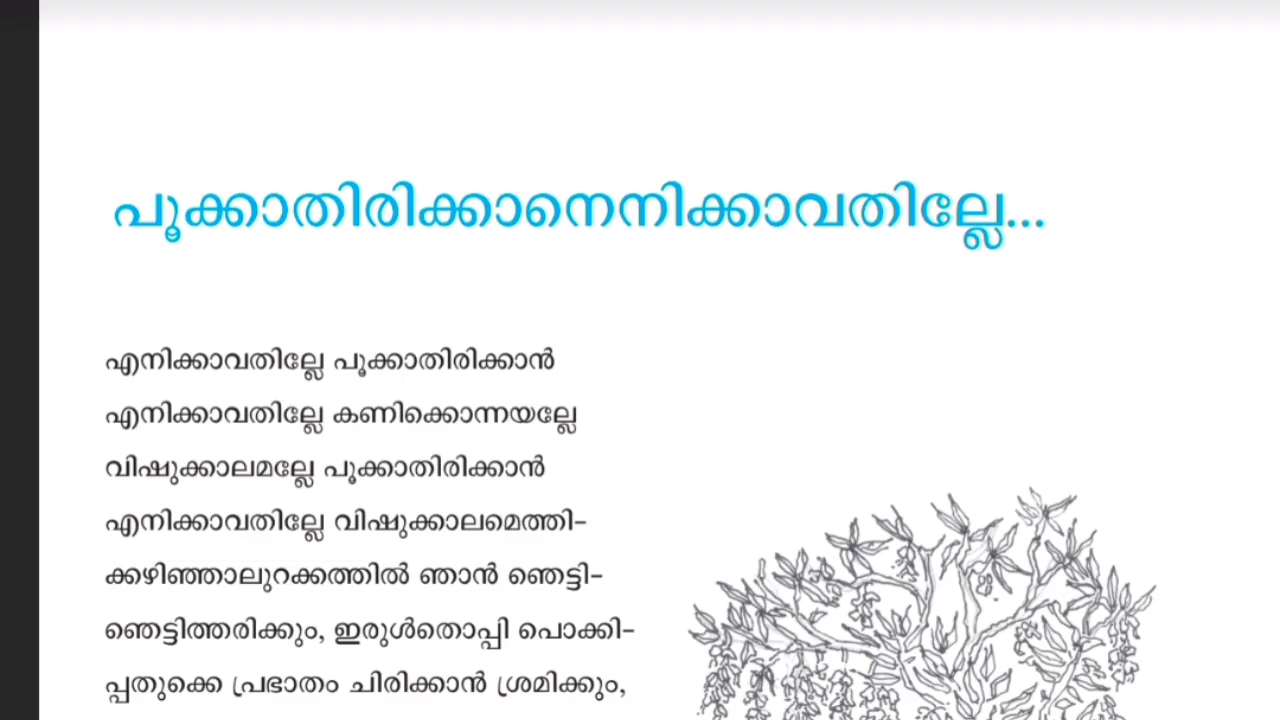 പൂക്കാതിരിക്കാനെനിക്കാവതില്ലേ...
എനിക്കാവതില്ലേ പൂക്കാതിരിക്കാൻ
എനിക്കാവതില്ലേ കണിക്കൊന്നയല്ലേ
വിഷുക്കാലമല്ലേ പൂക്കാതിരിക്കാൻ
എനിക്കാവതില്ലേ വിഷുക്കാലമെത്തി-
ക്കഴിഞ്ഞാലുറക്കത്തിൽ ഞാൻ ഞെട്ടി-
ഞെട്ടിത്തരിക്കും, ഇരുൾതൊപ്പി പൊക്കി-
പ്പതുക്കെ പ്രഭാതം ചിരിക്കാൻ ശ്രമിക്കും,